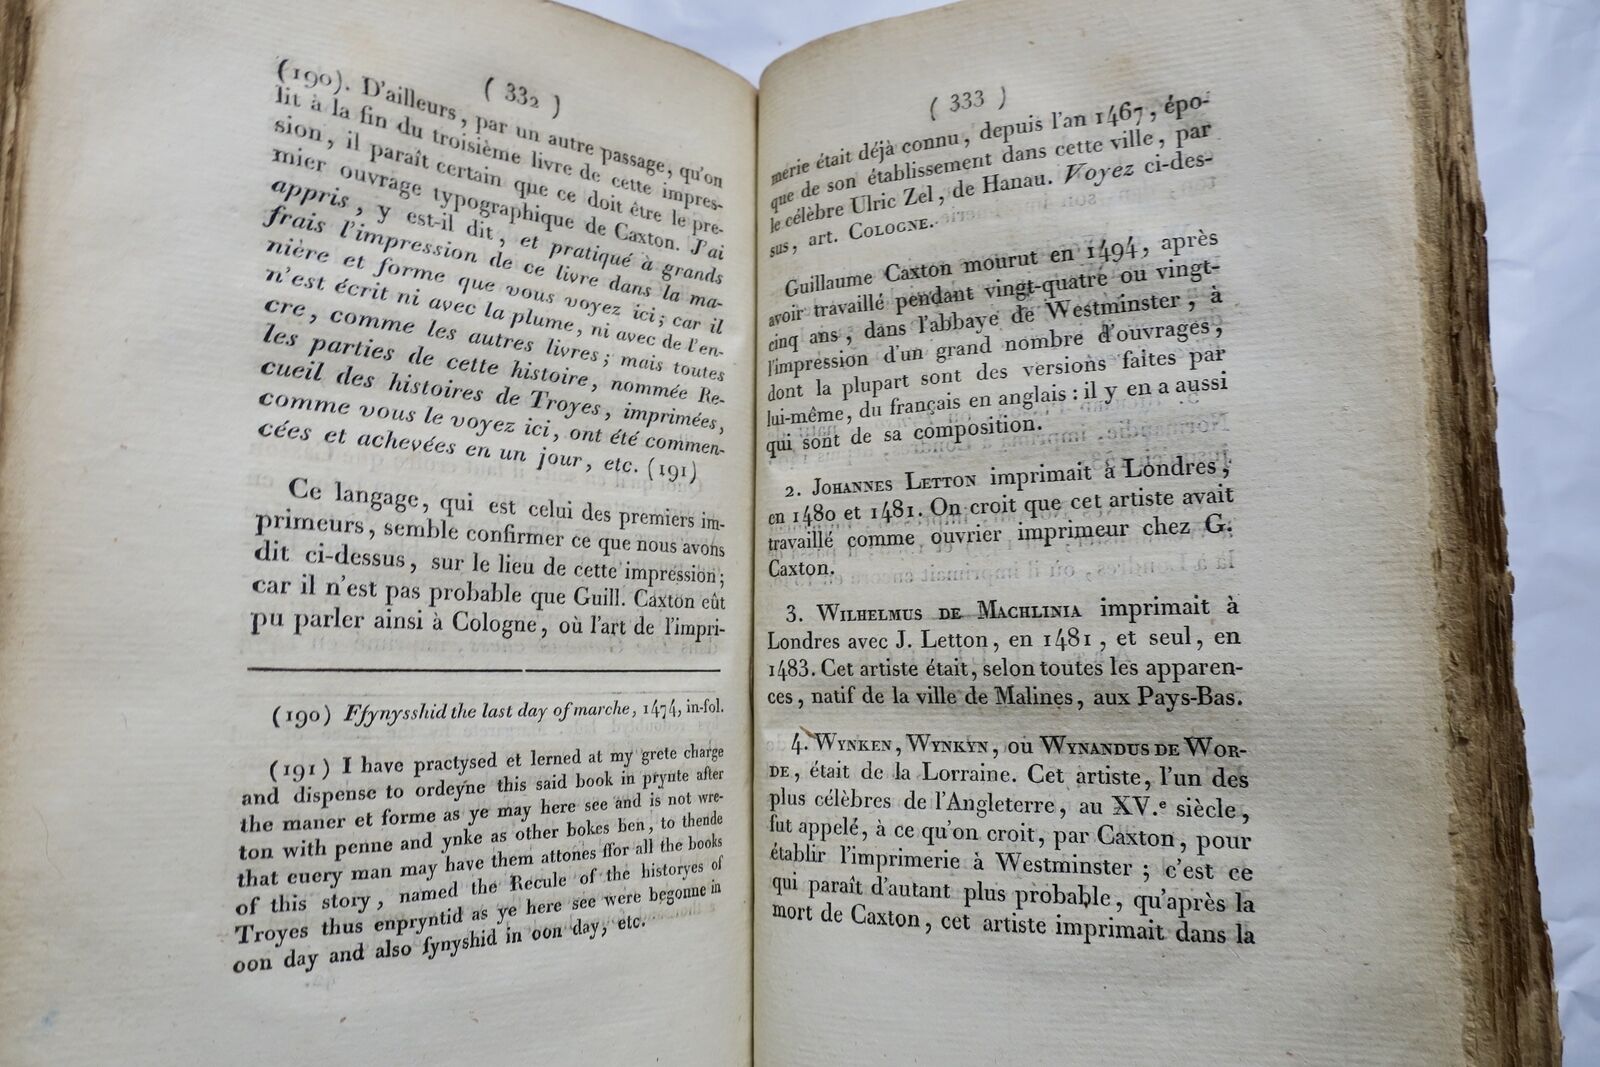 ( 332 )
(190). D'ailleurs, par un autre passage, qu'on
lit à la fin du troisième livre de cette impres-
sion, il paraît certain que ce doit être le pre-
mier ouvrage typographique de Caxton. J'ai
appris, y est-il dit, et pratiqué à grands
frais l'impression de ce livre dans la ma-
nière et forme que vous voyez ici; car il
n'est écrit ni avec la plume, ni avec de l'en-
cre, comme les autres livres; mais toutes
les parties de cette histoire, nommée Re-
cueil des histoires de Troyes, imprimées,
comme vous le voyez ici, ont été commen-
cées et achevées en un jour, etc. (191)
Ce langage, qui est celui des premiers im-
primeurs, semble confirmer ce que nous avons
dit ci-dessus, sur le lieu de cette impression;
car il n'est pas probable que Guill. Caxton eût
pu parler ainsi à Cologne, où l'art de l'impri-
(190) Ffynysshid the last day of marche, 1474, in-fol.
(191) I have practysed et lerned at my grete charge
and dispense to ordeyne this said book in prynte after
the maner et forme as ye may here see and is not wre-
ton with penne and ynke as other bokes ben, to thende
that cuery man may have them attones ffor all the books
of this story, named the Recule of the historyes of
Troyes thus enpryntid as ye here see were begonne in
oon day and also fynyshid in oon day, etc.
( 333 )
merie était déjà connu, depuis l'an 1467, épo-
que de son établissement dans cette ville, par
le célèbre Ulric Zel, de Hanau. Voyez ci-des-
sus, art. COLOGNE.
Guillaume Caxton mourut en 1494, après
avoir travaillé pendant vingt-quatre ou vingt-
cinq ans, dans l'abbaye de Westminster, à
l'impression d'un grand nombre d'ouvrages,
dont la plupart sont des versions faites par
lui-même, du français en anglais : il y en a aussi
qui sont de sa composition.
2. JOHANNES LETTON imprimait à Londres,
en 1480 et 1481. On croit que cet artiste avait
travaillé comme ouvrier imprimeur chez G.
Caxton.
3. WILHELMUS DE MACHLINIA imprimait à
Londres avec J. Letton, en 1481, et seul, en
1483. Cet artiste était, selon toutes les apparen-
ces, natif de la ville de Malines, aux Pays-Bas.
4. WYNKEN, WYNKYN, ou WYNANDUS DE WOR-
DE, était de la Lorraine. Cet artiste, l'un des
plus célèbres de l'Angleterre, au XV.e siècle,
fut appelé, à ce qu'on croit, par Caxton, pour
établir l'imprimerie à Westminster ; c'est ce
qui paraît d'autant plus probable, qu'après la
mort de Caxton, cet artiste imprimait dans la